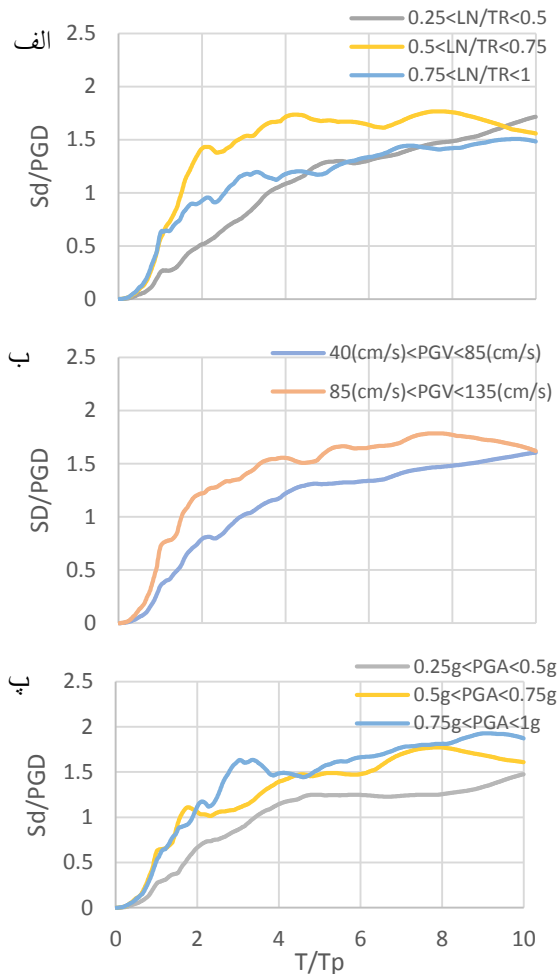 الف
0.25<LN/TR<0.5
0.5<LN/TR<0.75
0.75<LN/TR<1
2.5
2
1.5
1
0.5
0
Sd/PGD
ب
40(cm/s)<PGV<85(cm/s)
85(cm/s)<PGV<135(cm/s)
2.5
2
1.5
1
0.5
0
SD/PGD
پ
0.25g<PGA<0.5g
0.5g<PGA<0.75g
0.75g<PGA<1g
2.5
2
1.5
1
0.5
0
Sd/PGD
0 2 4 6 8 10
T/Tp